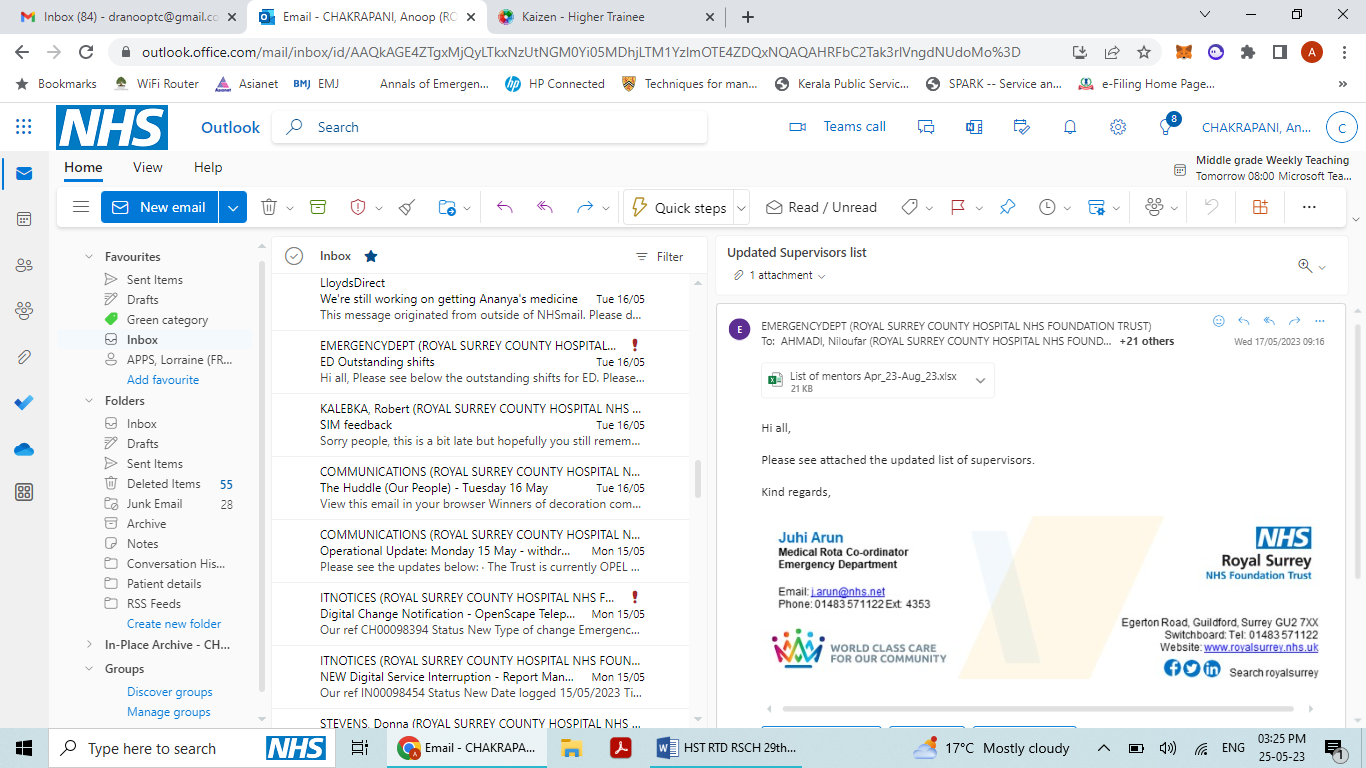 Inbox (84) - dranooptc@gmail.co
Email - CHAKRAPANI, Anoop (RO
Kaizen - Higher Trainee
outlook.office.com/mail/inbox/id/AAQkAGE4ZTgxMjQyLTkxNzUtNGM0Yi05MDhjLTM1YzImOTE4ZDQxNQAQAHRFbC2Tak3rlVngdNUdoMo%3D
A
Bookmarks
WiFi Router
Asianet
BMJ EMJ
Annals of Emergen...
HP Connected
Techniques for man...
Kerala Public Servic...
SPARK -- Service an...
e-Filing Home Page...
NHS
Outlook
Search
Teams call
8
CHAKRAPANI, An...
C
Home View Help
Middle grade Weekly Teaching
Tomorrow 08:00 Microsoft Tea...
New email
Quick steps
Read / Unread
Favourites
Sent Items
Drafts
Green category
Inbox
APPS, Lorraine (FR...
Add favourite
Folders
Inbox
Drafts
Sent Items
Deleted Items 55
Junk Email 28
Archive
Notes
Conversation His...
Patient details
RSS Feeds
Create new folder
In-Place Archive - CH...
Groups
Discover groups
Manage groups
Inbox
Filter
LloydsDirect
We're still working on getting Ananya's medicine Tue 16/05
This message originated from outside of NHSmail. Please d...
EMERGENCYDEPT (ROYAL SURREY COUNTY HOSPITAL...
ED Outstanding shifts Tue 16/05
Hi all, Please see below the outstanding shifts for ED. Please...
KALEBKA, Robert (ROYAL SURREY COUNTY HOSPITAL NHS ...
SIM feedback Tue 16/05
Sorry people, this is a bit late but hopefully you still remem...
COMMUNICATIONS (ROYAL SURREY COUNTY HOSPITAL N...
The Huddle (Our People) - Tuesday 16 May Tue 16/05
View this email in your browser Winners of decoration com...
COMMUNICATIONS (ROYAL SURREY COUNTY HOSPITAL N...
Operational Update: Monday 15 May - withdr... Mon 15/05
Please see the updates below: · The Trust is currently OPEL ...
ITNOTICES (ROYAL SURREY COUNTY HOSPITAL NHS F...
Digital Change Notification - OpenScape Telep... Mon 15/05
Our ref CH00098394 Status New Type of change Emergenc...
ITNOTICES (ROYAL SURREY COUNTY HOSPITAL NHS FOUN...
NEW Digital Service Interruption - Report Man... Mon 15/05
Our ref IN00098454 Status New Date logged 15/05/2023 Ti...
STEVENS, Donna (ROYAL SURREY COUNTY HOSPITAL NHS ...
Updated Supervisors list
1 attachment
E
EMERGENCYDEPT (ROYAL SURREY COUNTY HOSPITAL NHS FOUNDATION TRUST)
To: AHMADI, Niloufar (ROYAL SURREY COUNTY HOSPITAL NHS FOUND... +21 others
Wed 17/05/2023 09:16
List of mentors Apr_23-Aug_23.xlsx
21 KB
Hi all,
Please see attached the updated list of supervisors.
Kind regards,
Juhi Arun
Medical Rota Co-ordinator
Emergency Department
Email: j.arun@nhs.net
Phone: 01483 571122 Ext: 4353
WORLD CLASS CARE
FOR OUR COMMUNITY
NHS
Royal Surrey
NHS Foundation Trust
Egerton Road, Guildford, Surrey GU2 7XX
Switchboard: Tel: 01483 571122
Website: www.royalsurrey.nhs.uk
Search royalsurrey
Type here to search
NHS
Email - CHAKRAPA...
HST RTD RSCH 29th...
17°C Mostly cloudy
ENG
03:25 PM
25-05-23
1